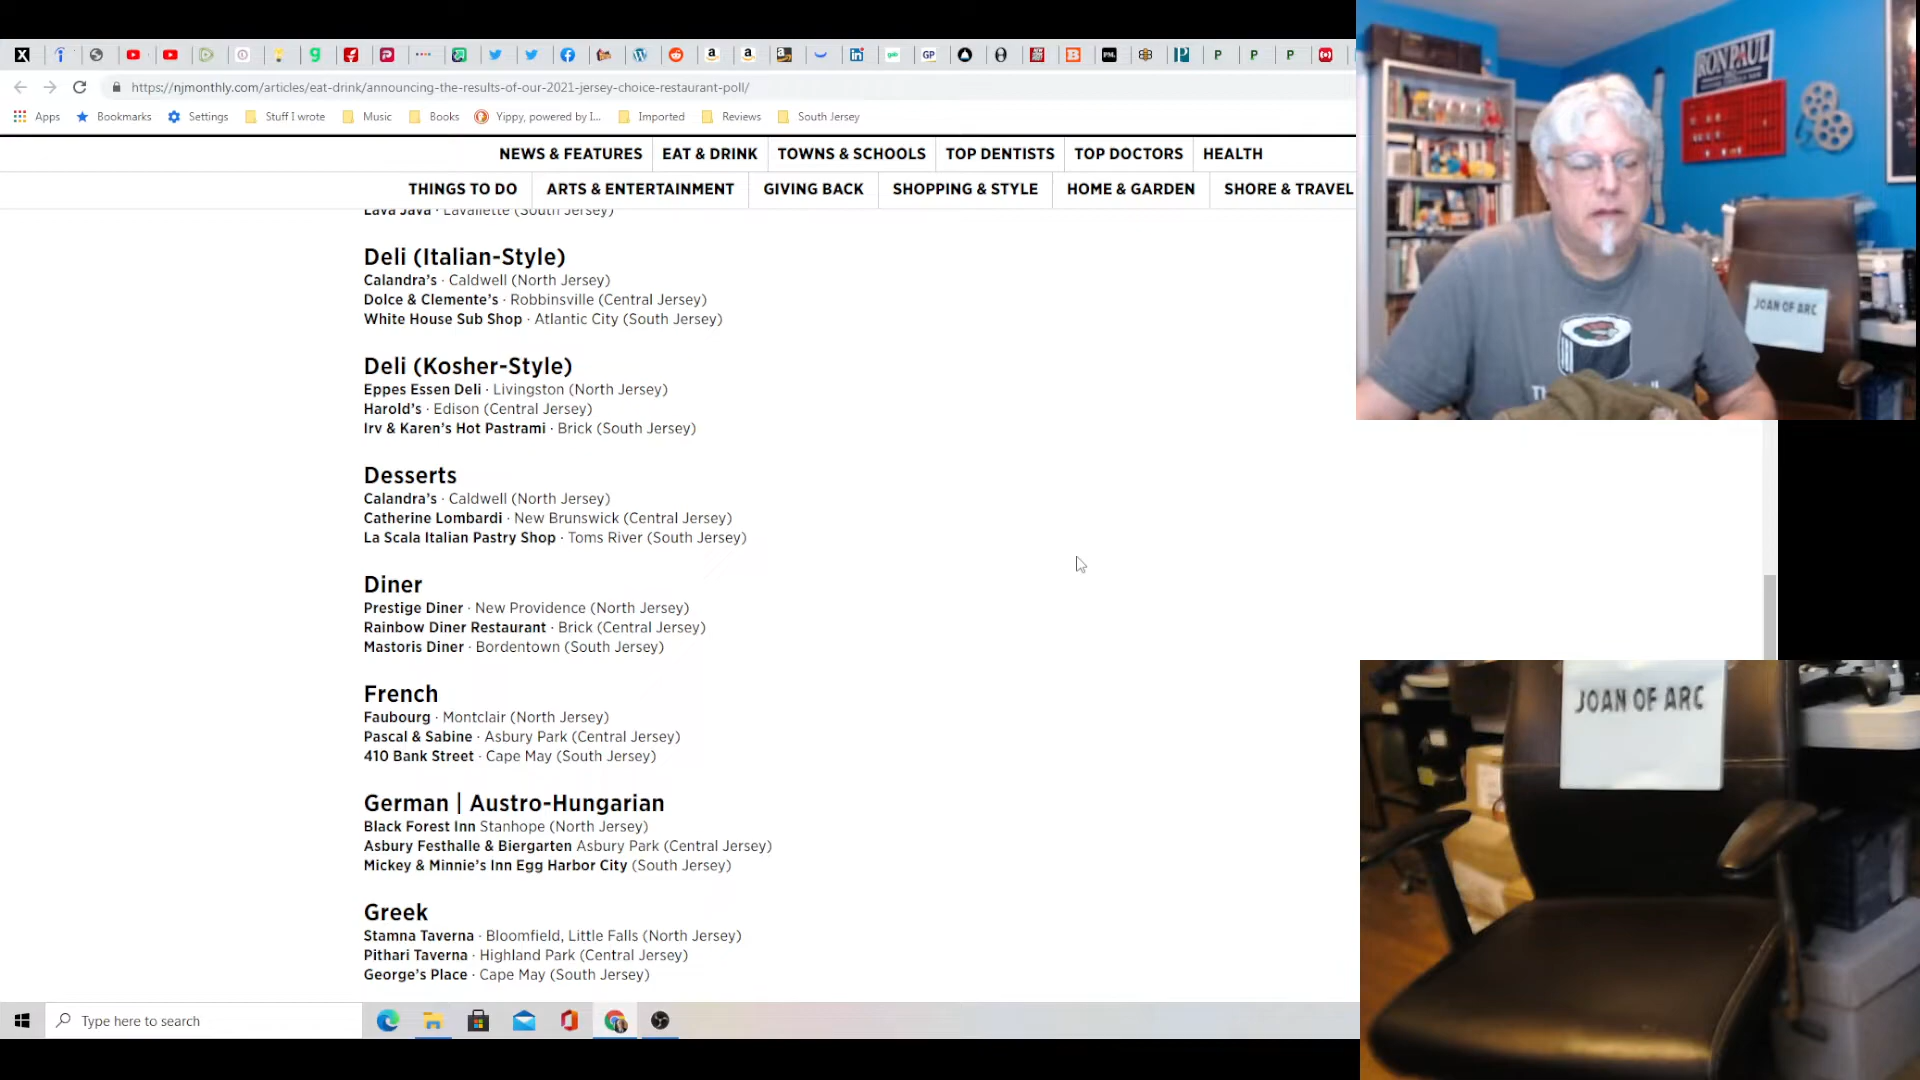 https://njmonthly.com/articles/eat-drink/announcing-the-results-of-our-2021-jersey-choice-restaurant-poll/
Apps Bookmarks Settings Stuff I wrote Music Books Yippy, powered by I... Imported Reviews South Jersey
NEWS & FEATURES EAT & DRINK TOWNS & SCHOOLS TOP DENTISTS TOP DOCTORS HEALTH
THINGS TO DO ARTS & ENTERTAINMENT GIVING BACK SHOPPING & STYLE HOME & GARDEN SHORE & TRAVEL
Lava Java · Lavallette (South Jersey)
Deli (Italian-Style)
Calandra's · Caldwell (North Jersey)
Dolce & Clemente's · Robbinsville (Central Jersey)
White House Sub Shop · Atlantic City (South Jersey)
Deli (Kosher-Style)
Eppes Essen Deli · Livingston (North Jersey)
Harold's · Edison (Central Jersey)
Irv & Karen's Hot Pastrami · Brick (South Jersey)
Desserts
Calandra's · Caldwell (North Jersey)
Catherine Lombardi · New Brunswick (Central Jersey)
La Scala Italian Pastry Shop · Toms River (South Jersey)
Diner
Prestige Diner · New Providence (North Jersey)
Rainbow Diner Restaurant · Brick (Central Jersey)
Mastoris Diner · Bordentown (South Jersey)
French
Faubourg · Montclair (North Jersey)
Pascal & Sabine · Asbury Park (Central Jersey)
410 Bank Street · Cape May (South Jersey)
German | Austro-Hungarian
Black Forest Inn Stanhope (North Jersey)
Asbury Festhalle & Biergarten Asbury Park (Central Jersey)
Mickey & Minnie's Inn Egg Harbor City (South Jersey)
Greek
Stamna Taverna · Bloomfield, Little Falls (North Jersey)
Pithari Taverna · Highland Park (Central Jersey)
George's Place · Cape May (South Jersey)
Type here to search
RON PAUL
JOAN OF ARC
JOAN OF ARC